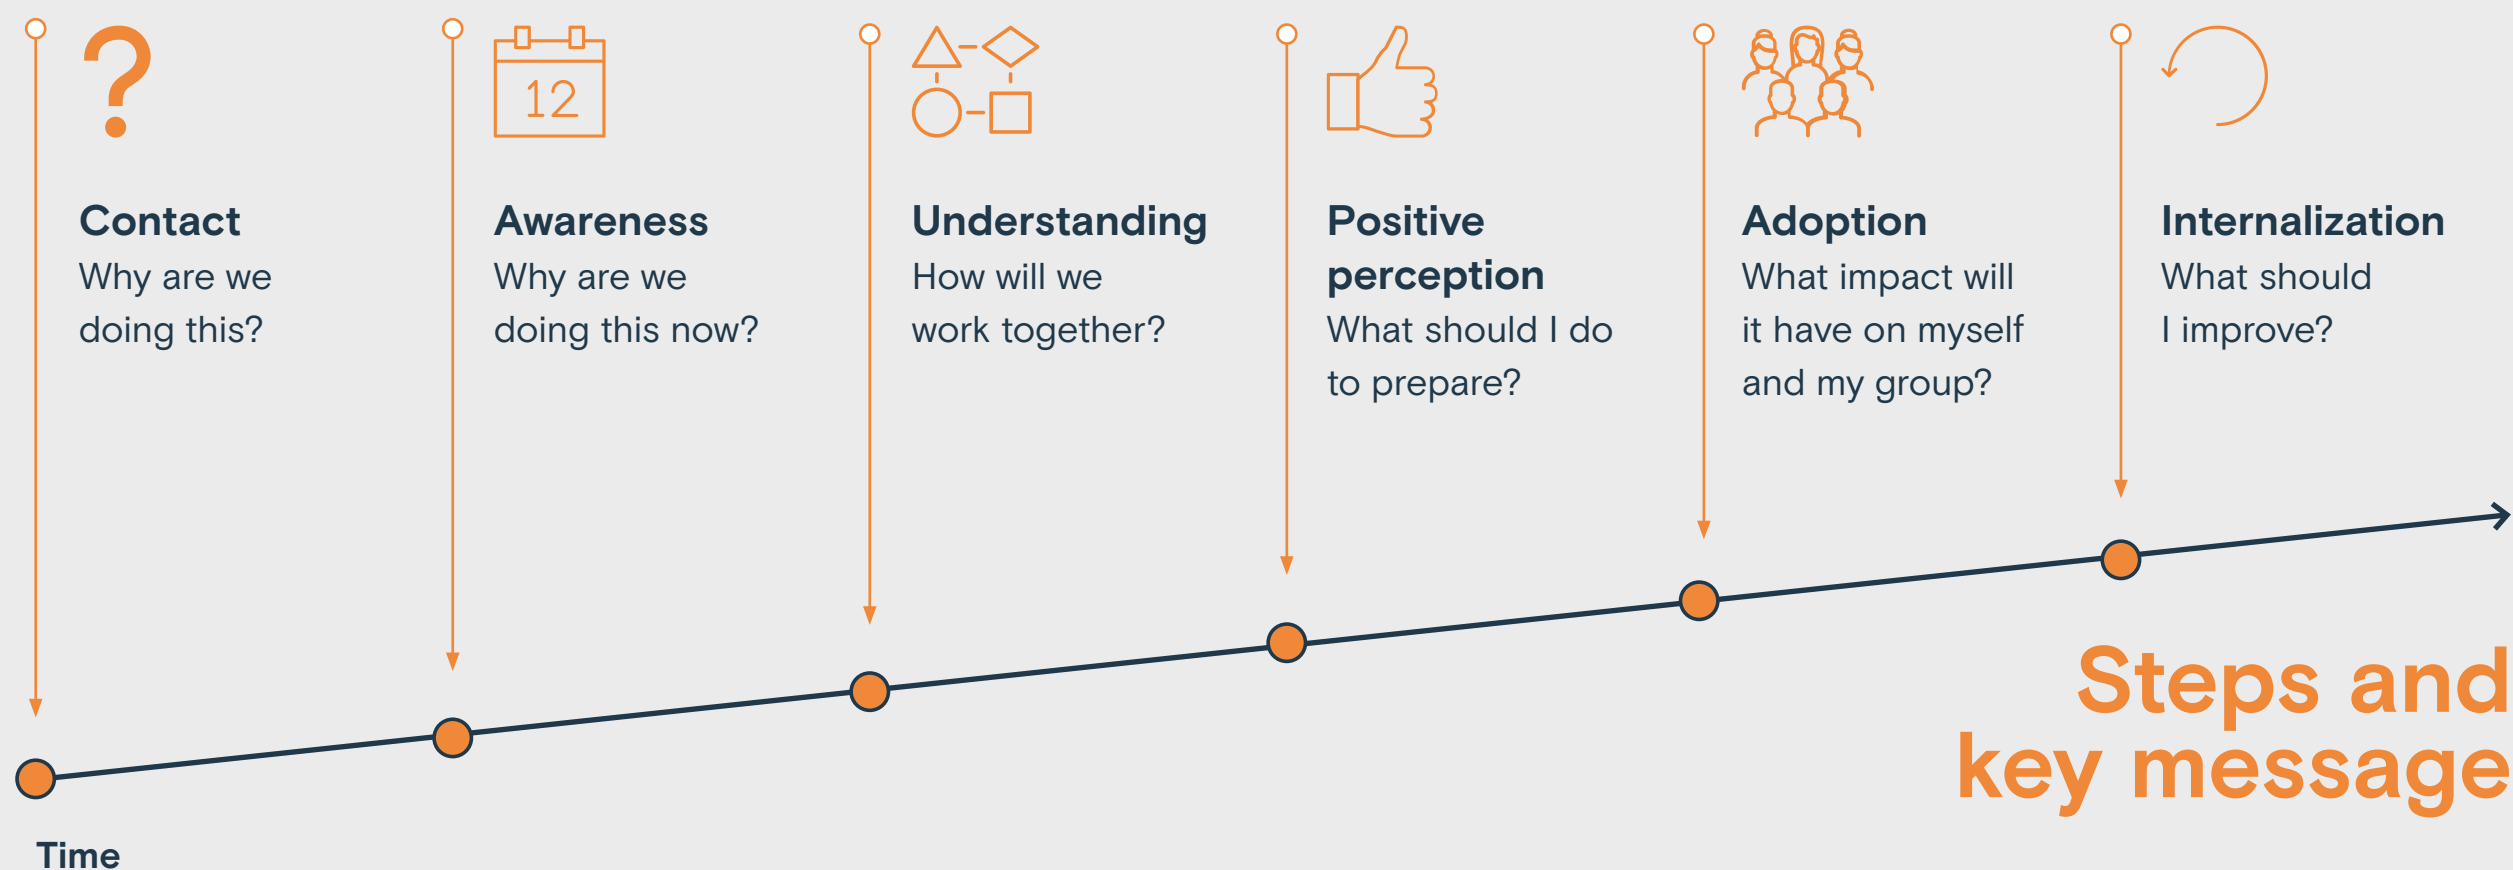 12
Contact
Why are we
doing this?
Awareness
Why are we
doing this now?
Understanding
How will we
work together?
Positive
perception
What should I do
to prepare?
Adoption
What impact will
it have on myself
and my group?
Internalization
What should
I improve?
Steps and
key message
Time